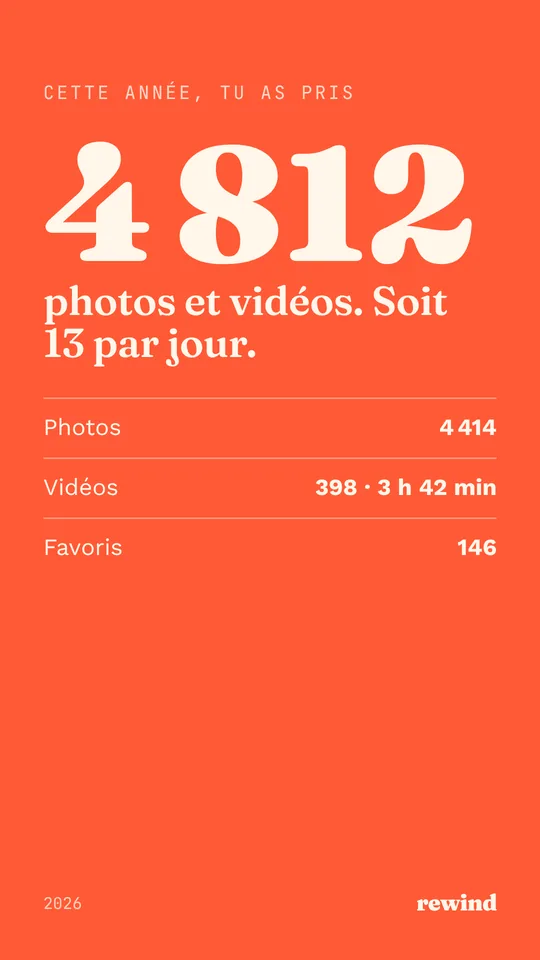 CETTE ANNÉE, TU AS PRIS
4 812
photos et vidéos. Soit
13 par jour.
Photos 4 414
Vidéos 398 · 3 h 42 min
Favoris 146
2026 rewind